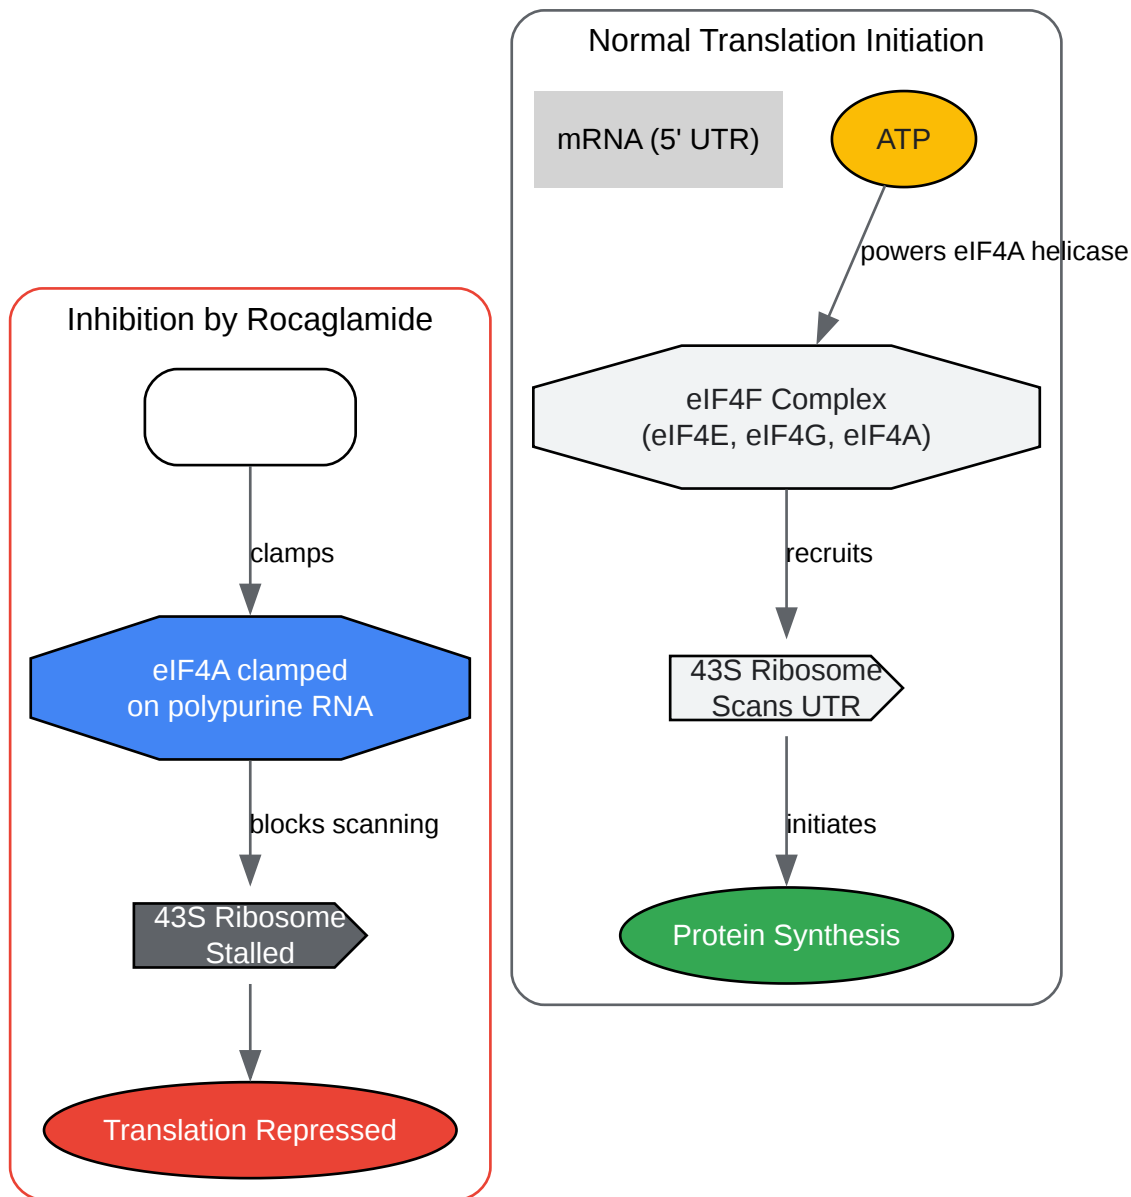 Normal Translation Initiation
mRNA (5' UTR)
ATP
powers eIF4A helicase
eIF4F Complex
(eIF4E, eIF4G, eIF4A)
recruits
43S Ribosome
Scans UTR
initiates
Protein Synthesis
Inhibition by Rocaglamide
clamps
eIF4A clamped
on polypurine RNA
blocks scanning
43S Ribosome
Stalled
Translation Repressed